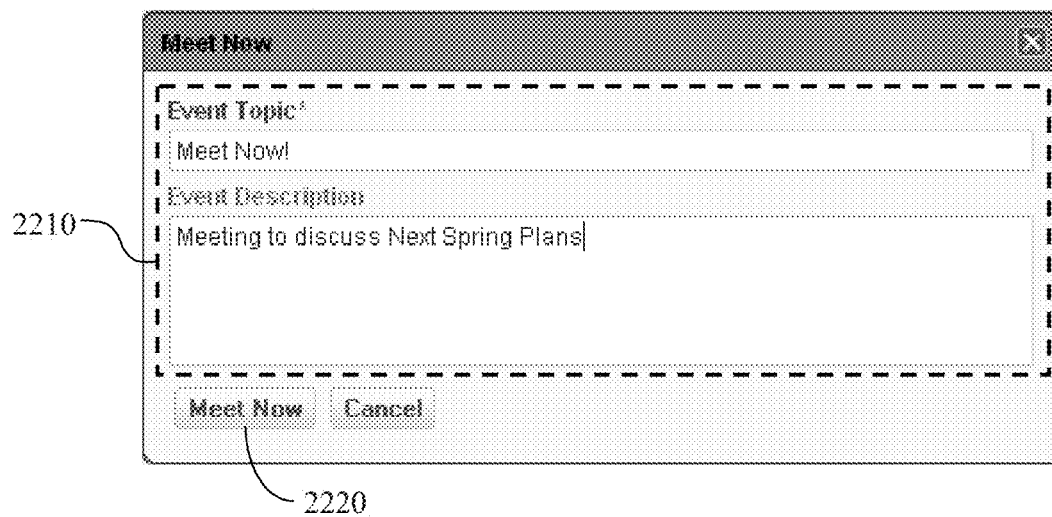 Meet Now
Event Topic*
Meet Now!
Event Description
2210
Meeting to discuss Next Spring Plans
Meet Now Cancel
2220